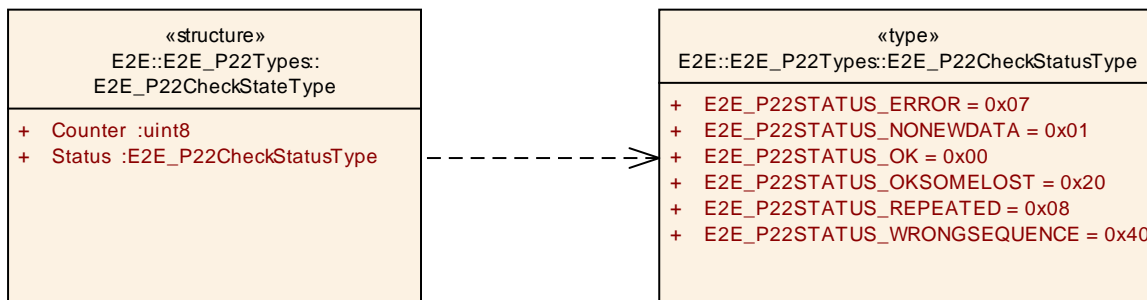 «structure»
E2E::E2E_P22Types::
E2E_P22CheckStateType
+ Counter :uint8
+ Status :E2E_P22CheckStatusType
«type»
E2E::E2E_P22Types::E2E_P22CheckStatusType
+ E2E_P22STATUS_ERROR = 0x07
+ E2E_P22STATUS_NONEWDATA = 0x01
+ E2E_P22STATUS_OK = 0x00
+ E2E_P22STATUS_OKSOMELOST = 0x20
+ E2E_P22STATUS_REPEATED = 0x08
+ E2E_P22STATUS_WRONGSEQUENCE = 0x40